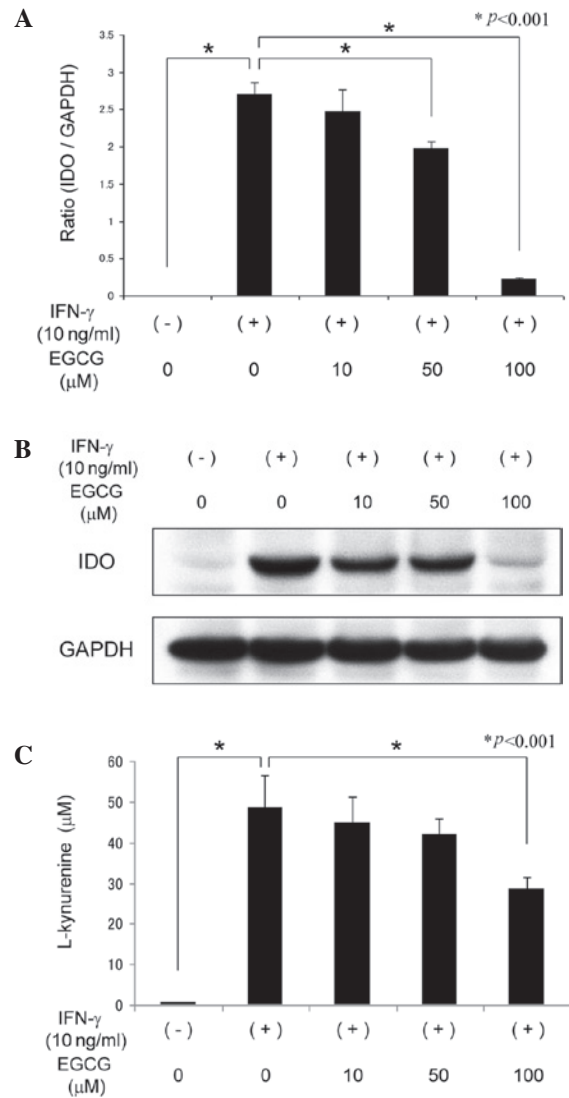 A
* p<0.001
*
*
*
Ratio (IDO / GAPDH)
3.5
3
2.5
2
1.5
1
0.5
0
IFN-γ
(10 ng/ml)
(-) (+) (+) (+) (+)
EGCG
(μM)
0 0 10 50 100
B
IFN-γ
(10 ng/ml)
(-) (+) (+) (+) (+)
EGCG
(μM)
0 0 10 50 100
IDO
GAPDH
C
* p<0.001
*
*
L-kynurenine (μM)
60
50
40
30
20
10
0
IFN-γ
(10 ng/ml)
(-) (+) (+) (+) (+)
EGCG
(μM)
0 0 10 50 100